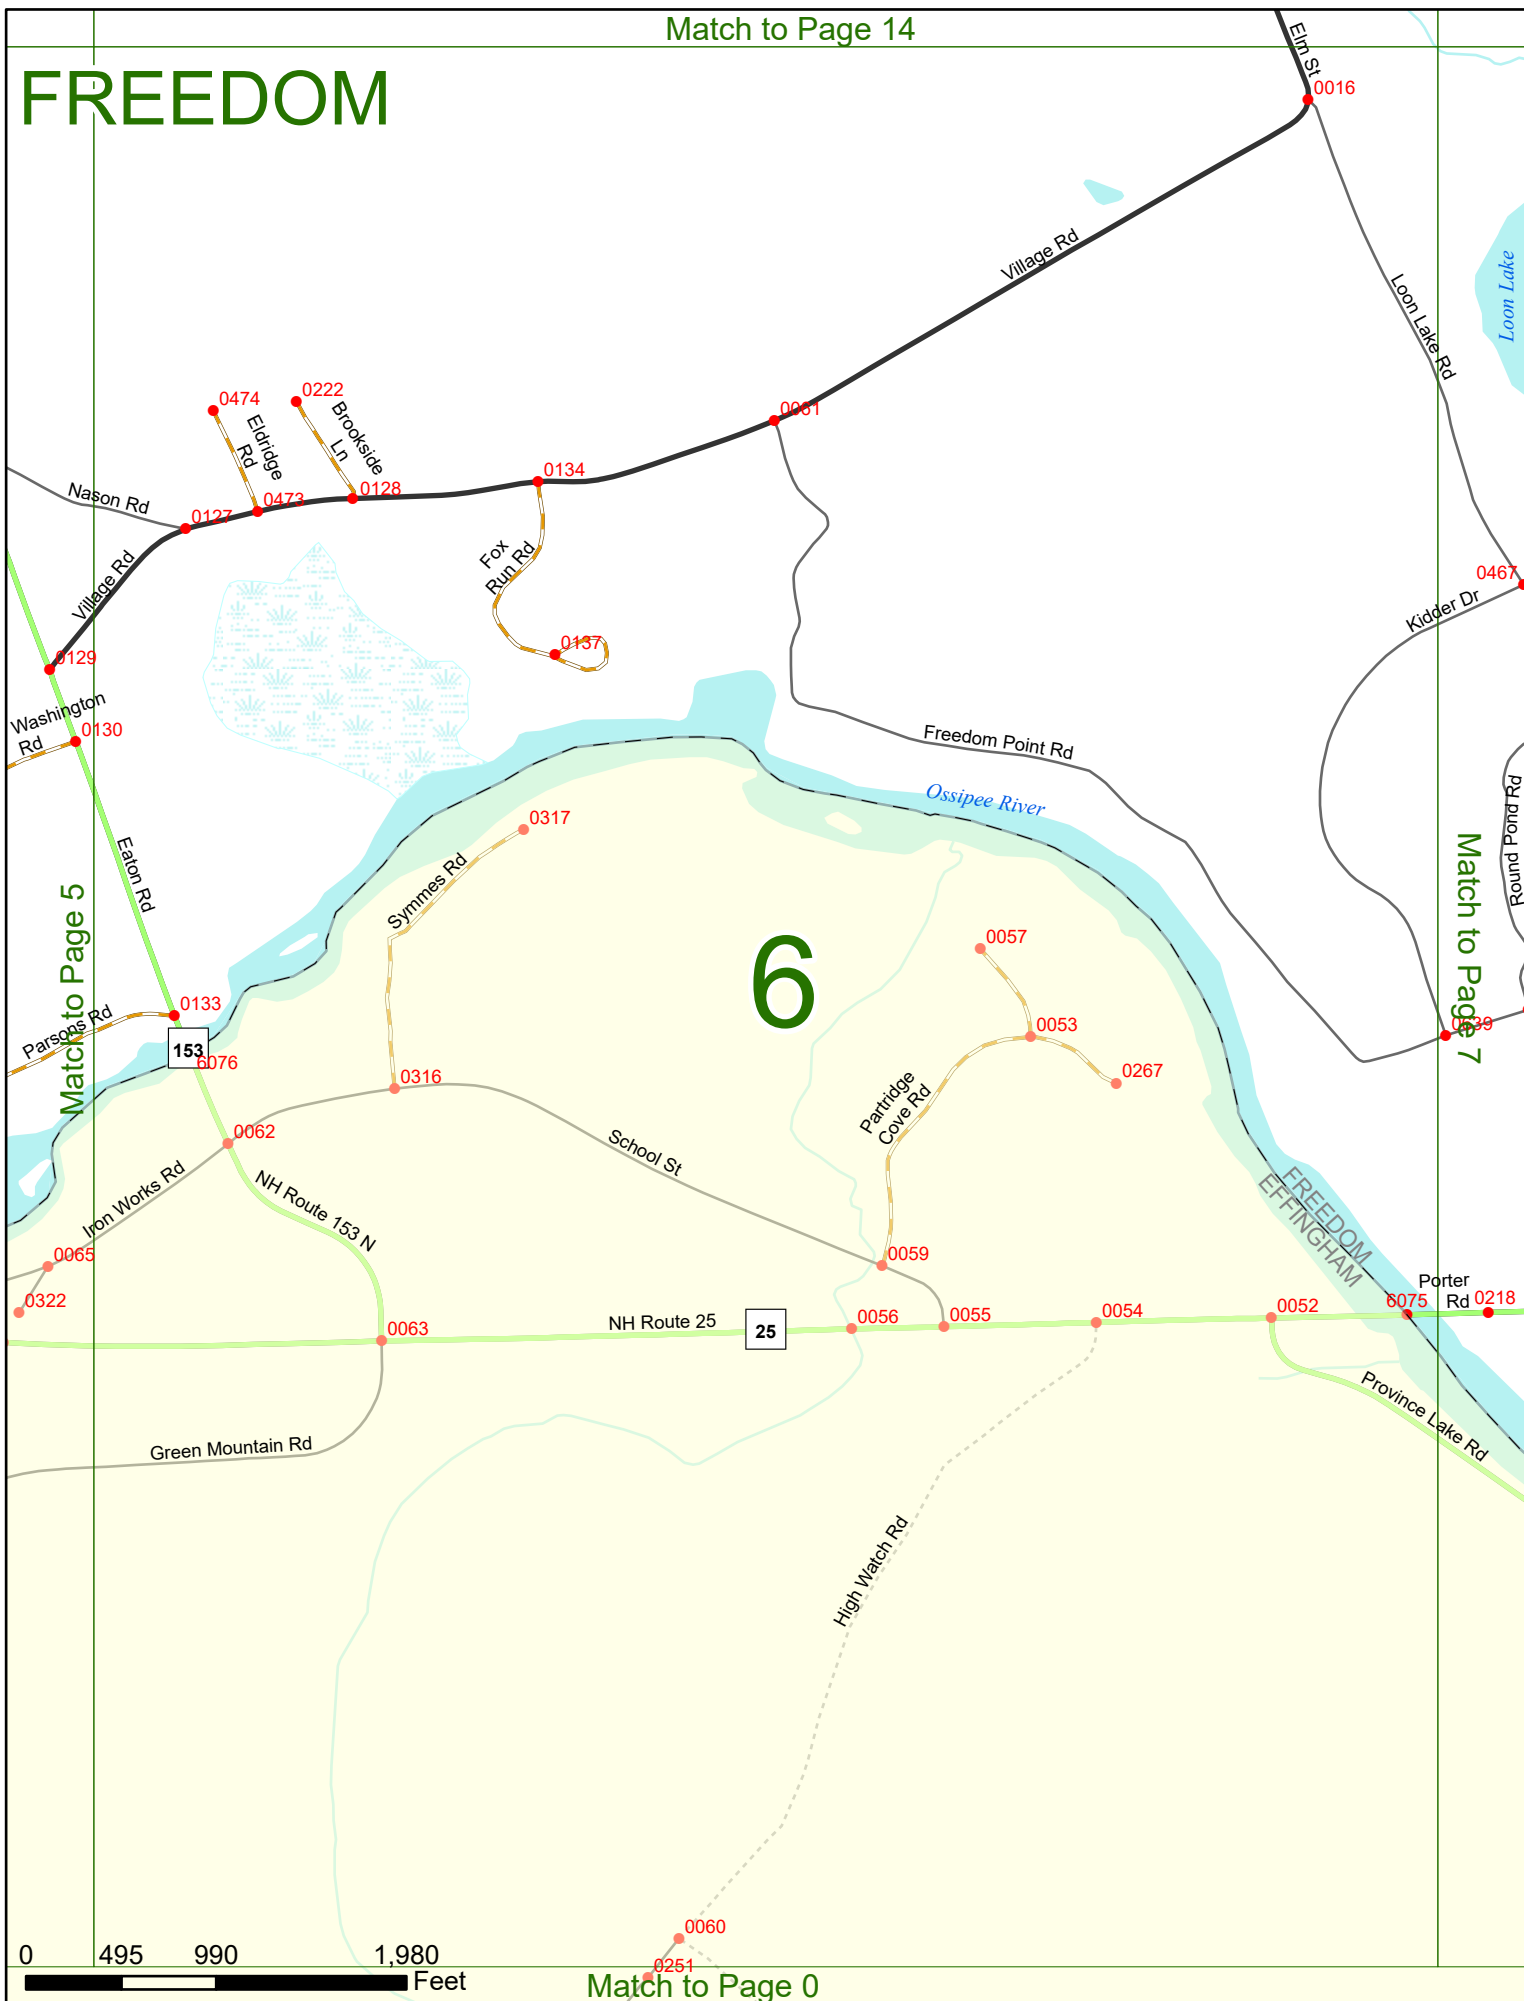 Match to Page 14
FREEDOM
Elm St
0016
Village Rd
Loon Lake
Loon Lake Rd
0474
0222
Eldridge
Rd
Brookside
Ln
0061
0134
0128
0473
0127
Nason Rd
Village Rd
Fox
Run Rd
0137
0467
Kidder Dr
0129
Washington
Rd
0130
Freedom Point Rd
Ossipee River
Round Pond Rd
0317
Symmes Rd
Eaton Rd
Match to Page 5
Match to Page 7
6
0057
0053
0267
0133
Parsons Rd
153
6076
0316
Partridge
Cove Rd
0062
School St
Iron Works Rd
NH Route 153 N
FREEDOM
EFFINGHAM
0065
0322
0059
0063
NH Route 25
25
0056
0055
0054
0052
6075
Porter
Rd
0218
Green Mountain Rd
Province Lake Rd
High Watch Rd
0060
0251
0 495 990 1,980
Feet
Match to Page 0